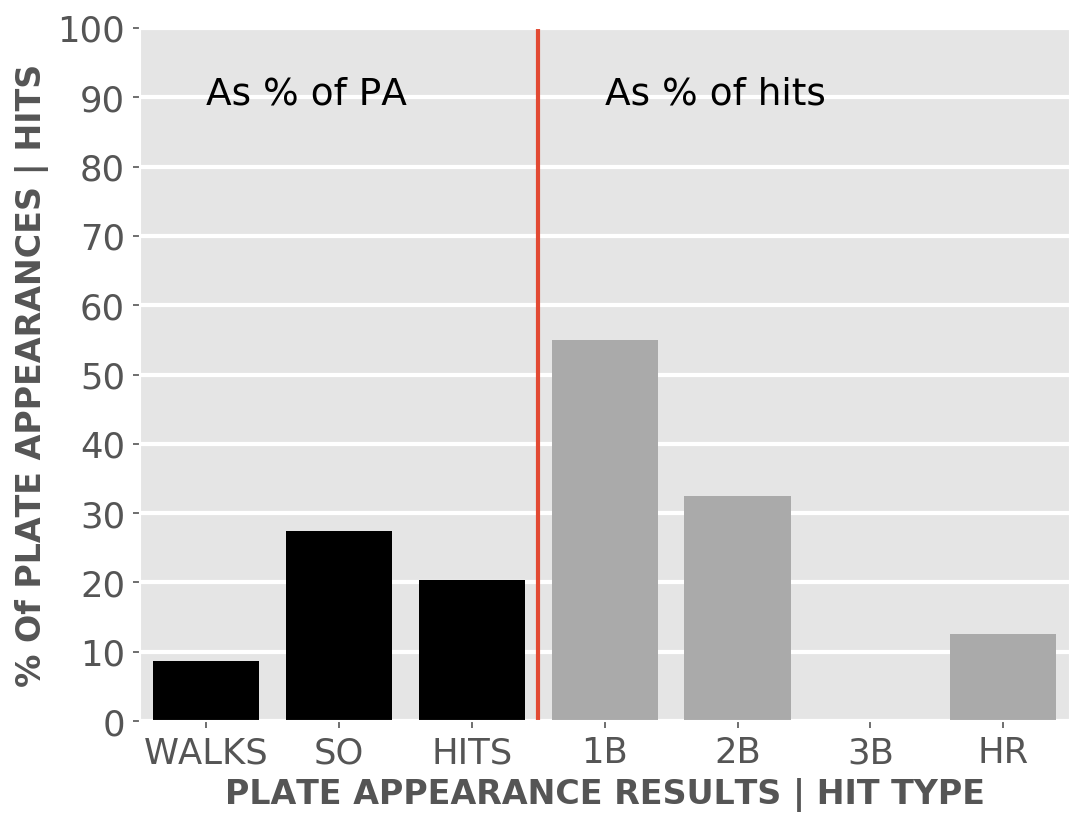 100
90
80
70
60
50
40
30
20
10
0
% Of PLATE APPEARANCES | HITS
As % of PA
As % of hits
WALKS SO HITS 1B 2B 3B HR
PLATE APPEARANCE RESULTS | HIT TYPE